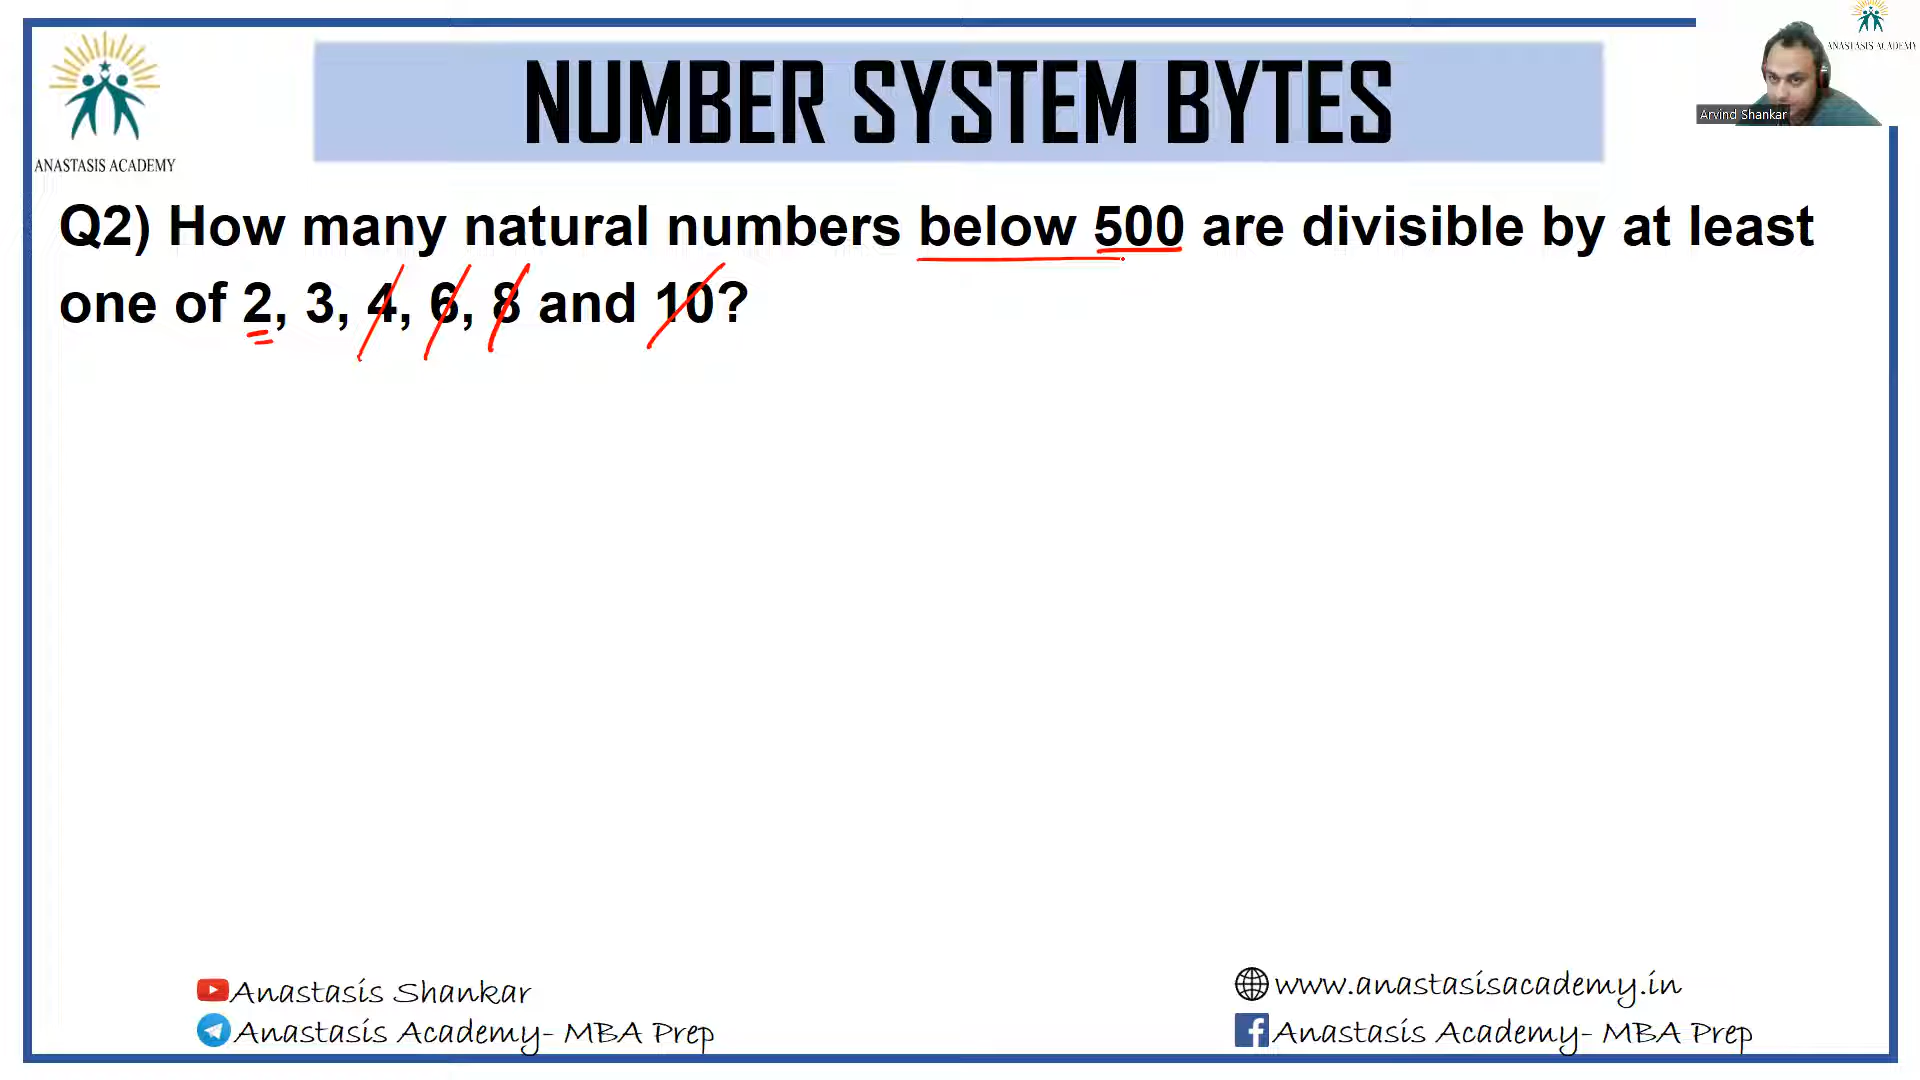 ANASTASIS ACADEMY
NUMBER SYSTEM BYTES
ANASTASIS ACADEMY
Arvind Shankar
Q2) How many natural numbers below 500 are divisible by at least
one of 2, 3, 4, 6, 8 and 10?
Anastasis Shankar
Anastasis Academy- MBA Prep
www.anastasisacademy.in
Anastasis Academy- MBA Prep